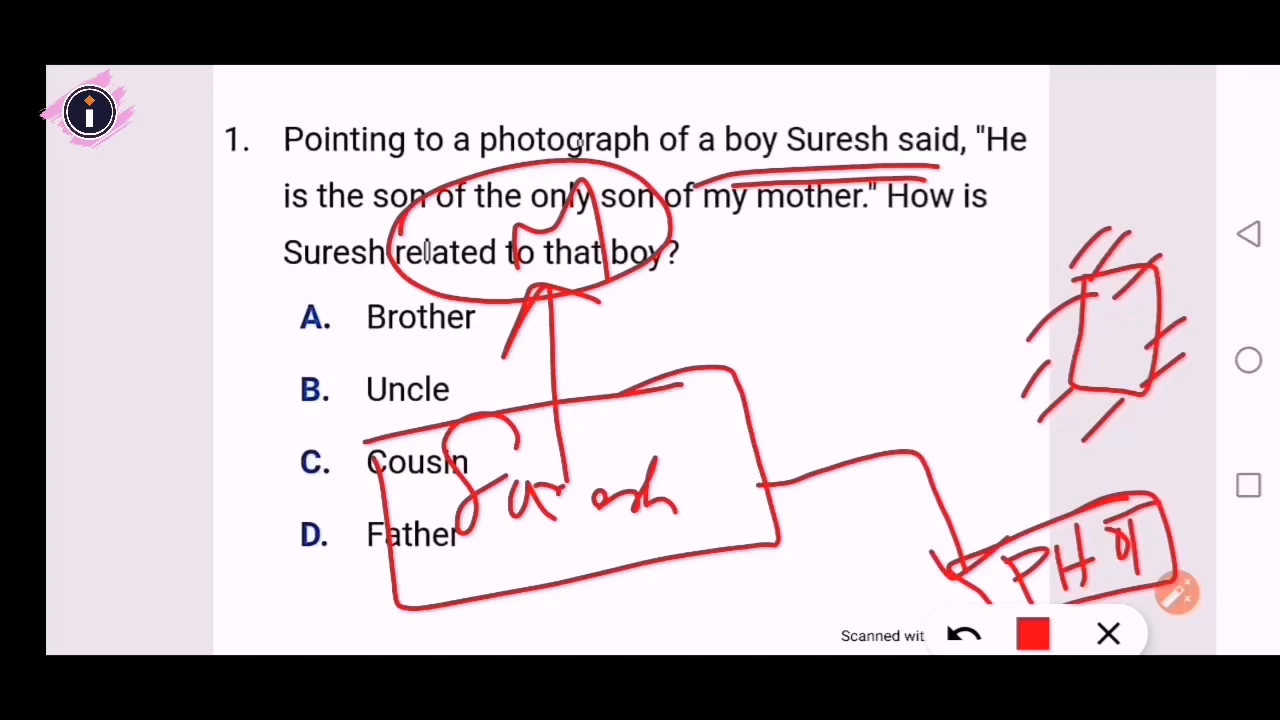 1. Pointing to a photograph of a boy Suresh said, "He
is the son of the only son of my mother." How is
Suresh related to that boy?
A. Brother
B. Uncle
C. Cousin
D. Father
Suresh
M
Scanned wit